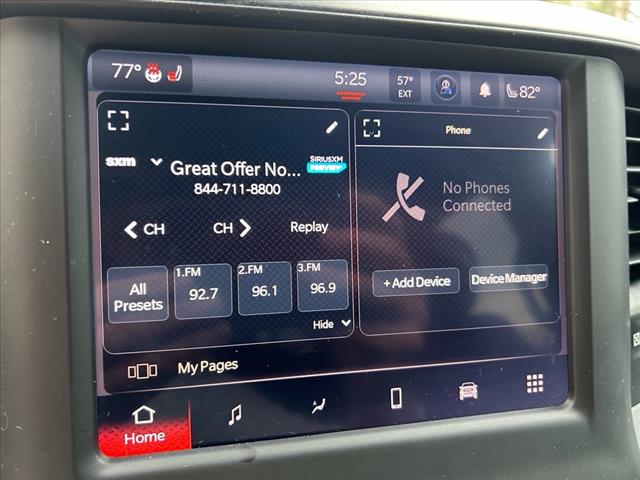 77°
5:25
57°
EXT
82°
sxm
Great Offer No...
SIRIUSXM
PREVIEW
844-711-8800
CH
CH
Replay
All
Presets
1.FM
92.7
2.FM
96.1
3.FM
96.9
Hide
Phone
No Phones
Connected
+ Add Device
Device Manager
My Pages
Home